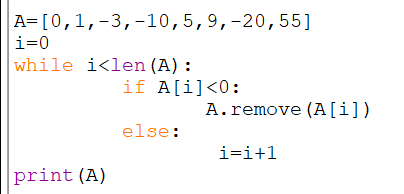 A=[0,1,-3,-10,5,9,-20,55]
i=0
while i<len(A):
        if A[i]<0:
                A.remove(A[i])
        else:
                i=i+1
print(A)